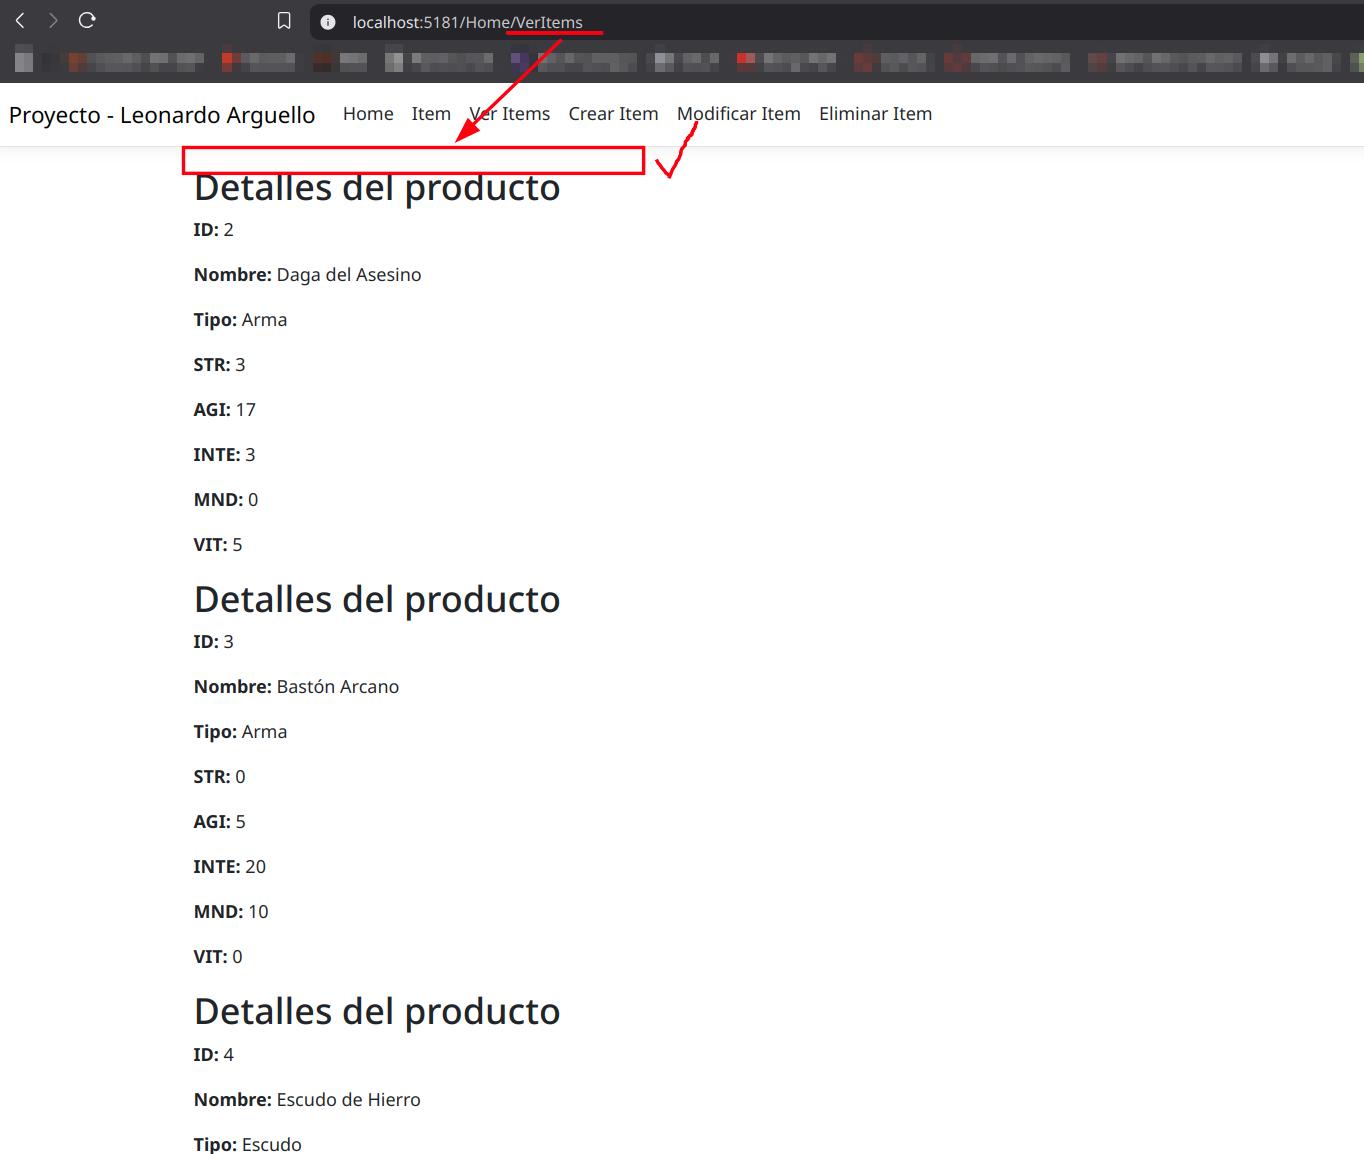 localhost:5181/Home/VerItems
Proyecto - Leonardo Arguello Home Item Ver Items Crear Item Modificar Item Eliminar Item
Detalles del producto
ID: 2
Nombre: Daga del Asesino
Tipo: Arma
STR: 3
AGI: 17
INTE: 3
MND: 0
VIT: 5
Detalles del producto
ID: 3
Nombre: Bastón Arcano
Tipo: Arma
STR: 0
AGI: 5
INTE: 20
MND: 10
VIT: 0
Detalles del producto
ID: 4
Nombre: Escudo de Hierro
Tipo: Escudo